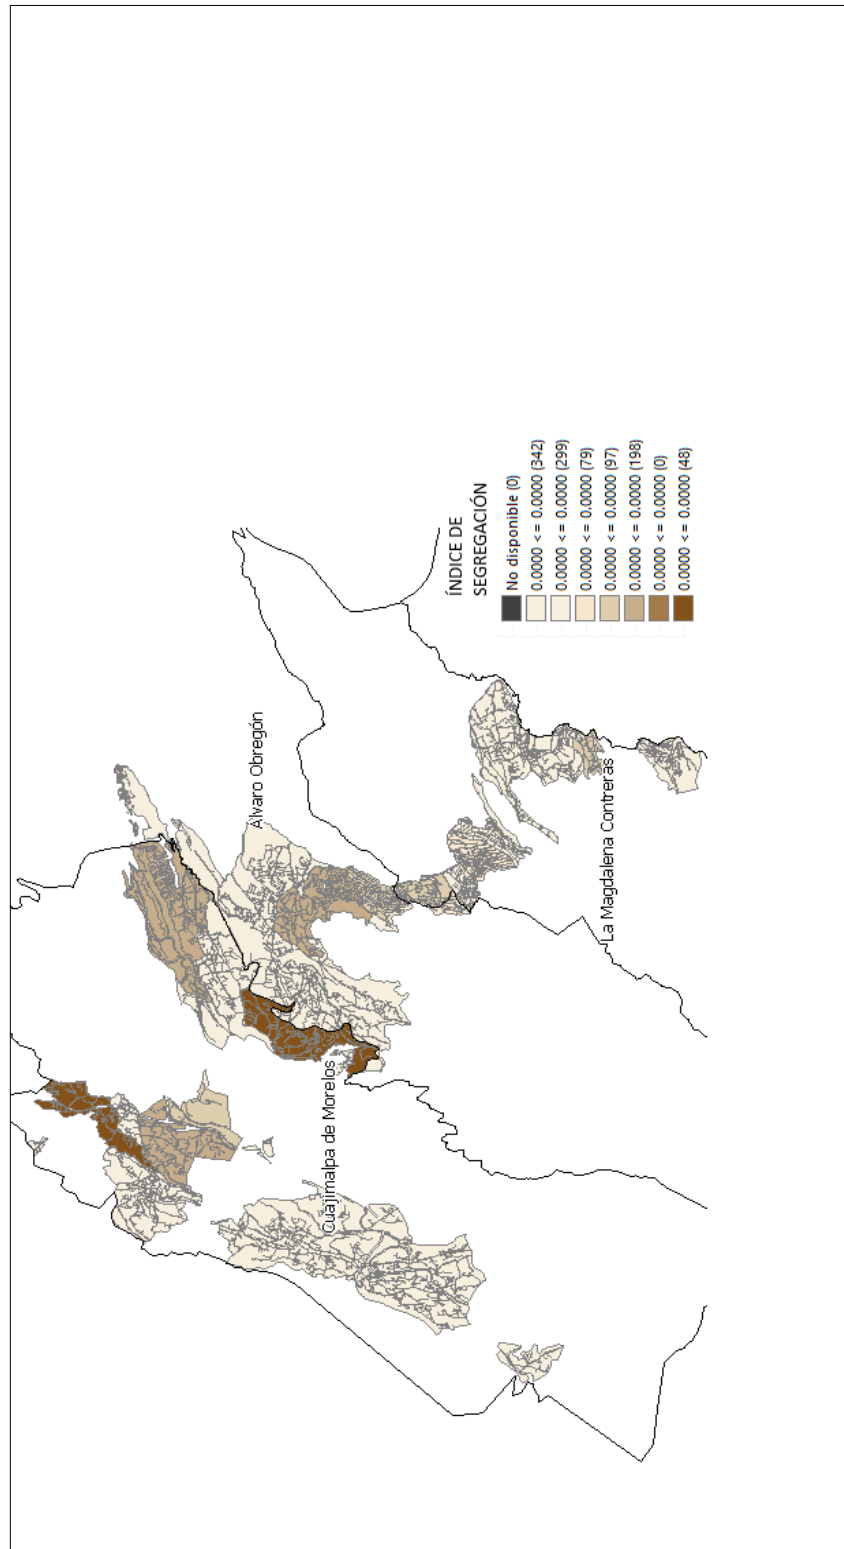 Álvaro Obregón
Cuajimalpa de Morelos
La Magdalena Contreras
ÍNDICE DE
SEGREGACIÓN
No disponible (0)
0.0000 <= 0.0000 (342)
0.0000 <= 0.0000 (299)
0.0000 <= 0.0000 (79)
0.0000 <= 0.0000 (97)
0.0000 <= 0.0000 (198)
0.0000 <= 0.0000 (0)
0.0000 <= 0.0000 (48)